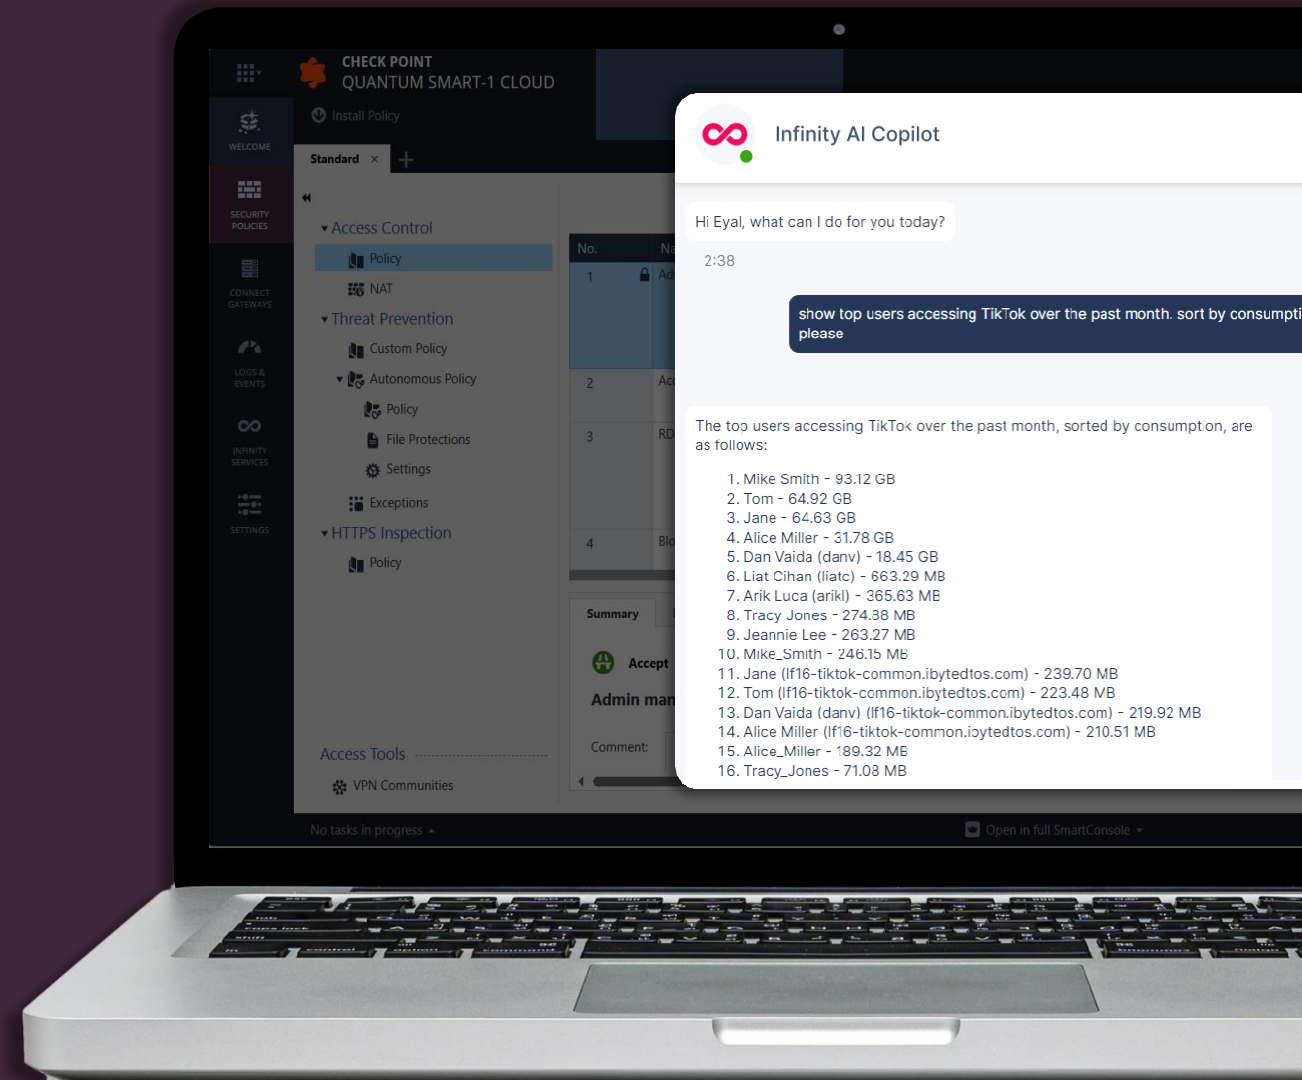 CHECK POINT
QUANTUM SMART-1 CLOUD
Install Policy
WELCOME
SECURITY
POLICIES
CONNECT
GATEWAYS
LOGS &
EVENTS
INFINITY
SERVICES
SETTINGS
Standard ×
Access Control
Policy
NAT
Threat Prevention
Custom Policy
Autonomous Policy
Policy
File Protections
Settings
Exceptions
HTTPS Inspection
Policy
Access Tools
VPN Communities
No.
1
2
3
RD
4
Summary
Accept
Admin
Comment:
No tasks in progress
Open in full SmartConsole
Infinity AI Copilot
Hi Eyal, what can I do for you today?
2:38
show top users accessing TikTok over the past month. sort by
please
The top users accessing TikTok over the past month, sorted by consumption, are
as follows:
1. Mike Smith - 93.12 GB
2. Tom - 64.92 GB
3. Jane - 64.63 GB
4. Alice Miller - 31.78 GB
5. Dan Vaida (danv) - 18.45 GB
6. Liat Cihan (liatc) - 663.29 MB
7. Arik Luca (arikl) - 365.63 MB
8. Tracy Jones - 274.88 MB
9. Jeannie Lee - 263.27 MB
10. Mike_Smith - 246.15 MB
11. Jane (lf16-tiktok-common.ibytedtos.com) - 239.70 MB
12. Tom (lf16-tiktok-common.ibytedtos.com) - 223.48 MB
13. Dan Vaida (danv) (lf16-tiktok-common.ibytedtos.com) - 219.92 MB
14. Alice Miller (lf16-tiktok-common.ibytedtos.com) - 210.51 MB
15. Alice_Miller - 189.32 MB
16. Tracy_Jones - 71.08 MB
caps lock
shift
fn
control
command